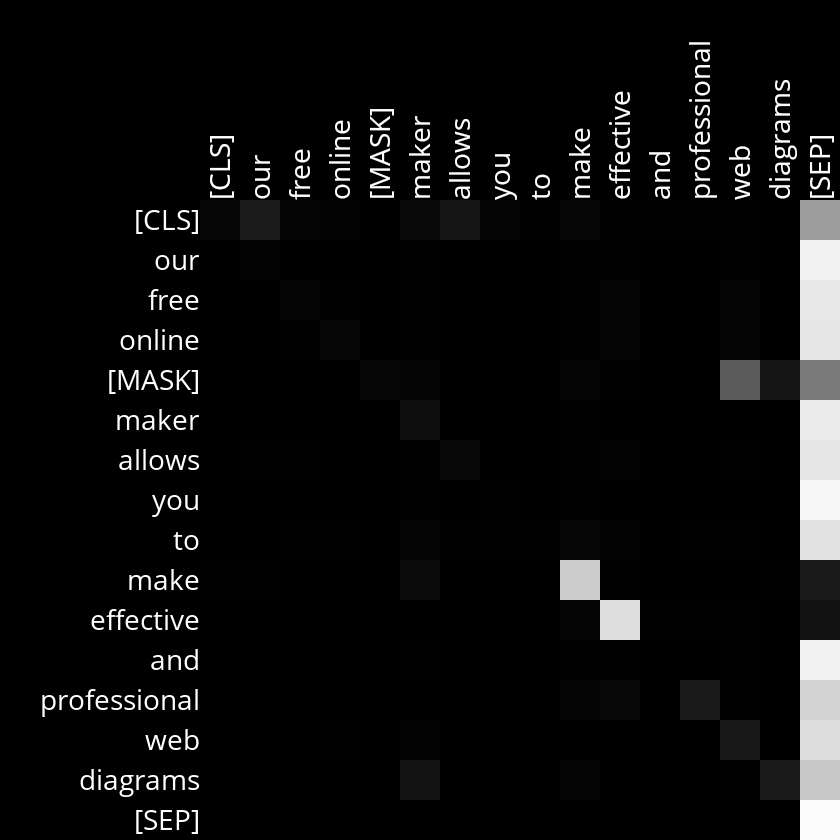 [CLS] our free online [MASK] maker allows you to make effective and professional web diagrams [SEP]
[CLS]
our
free
online
[MASK]
maker
allows
you
to
make
effective
and
professional
web
diagrams
[SEP]